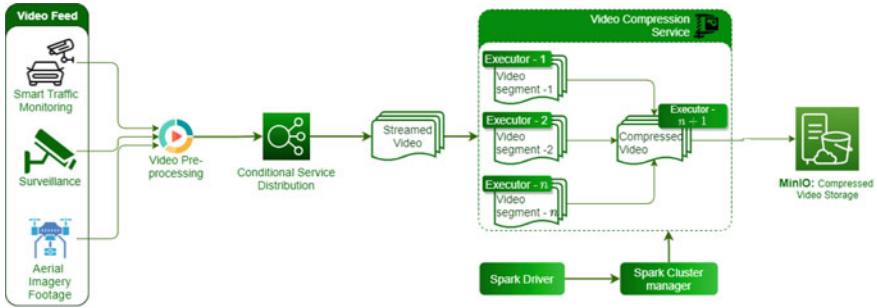 Video Feed
Smart Traffic
Monitoring
Surveillance
Aerial
Imagery
Footage
Video Pre-
processing
Conditional Service
Distribution
Streamed
Video
Video Compression
Service
Executor - 1
Video
segment -1
Executor - 2
Video
segment -2
Executor - n
Video
segment - n
Executor -
n + 1
Compressed
Video
MinIO: Compressed
Video Storage
Spark Driver
Spark Cluster
manager